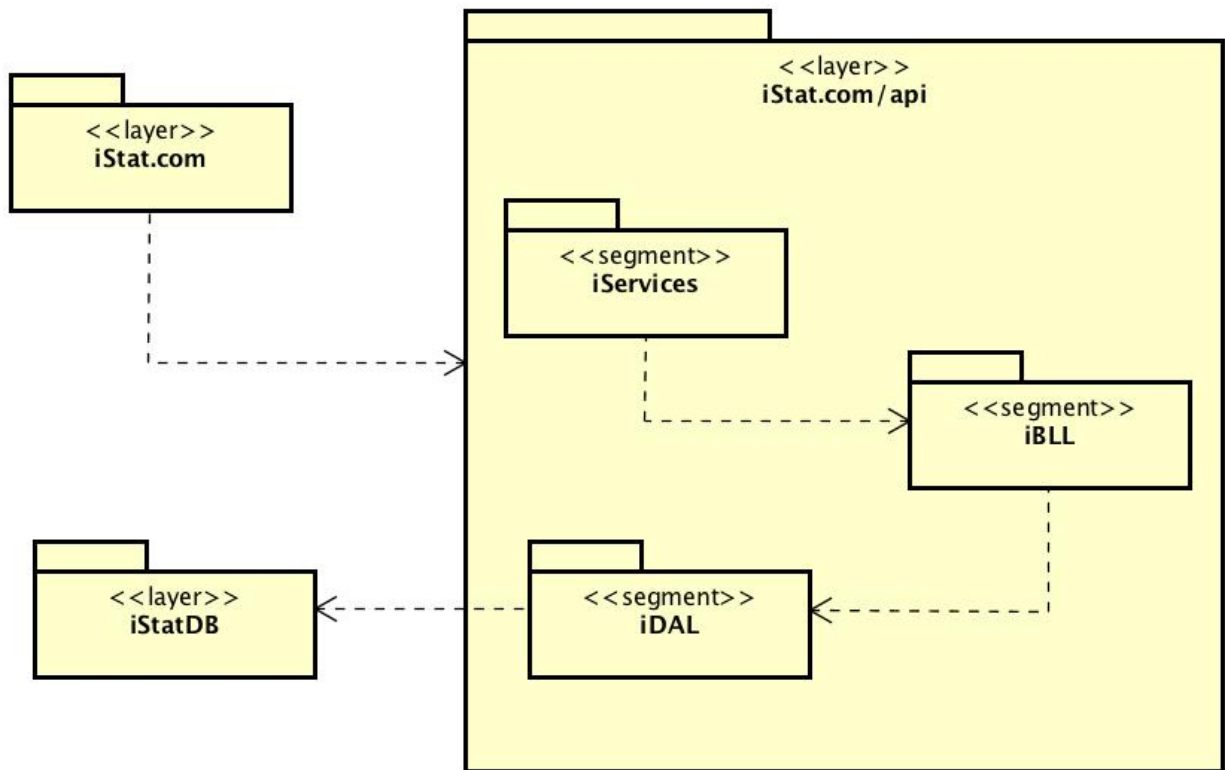 <<layer>>
iStat.com
<<layer>>
iStat.com/api
<<segment>>
iServices
<<segment>>
iBLL
<<layer>>
iStatDB
<<segment>>
iDAL